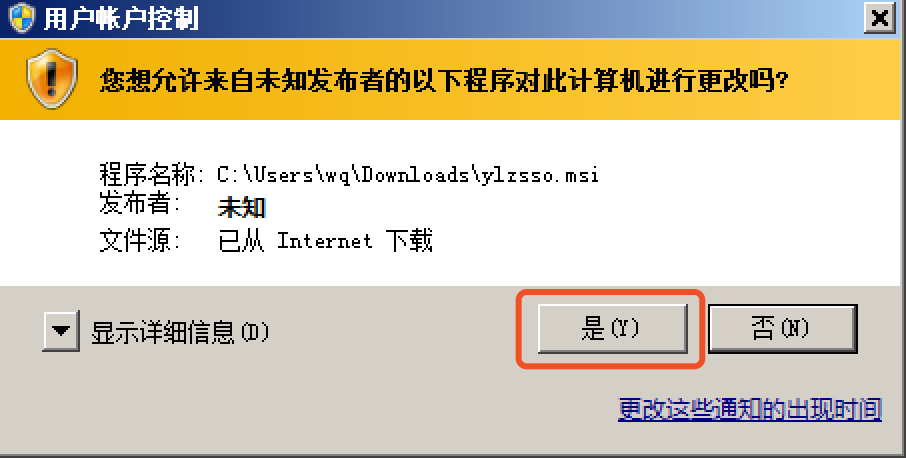 用户帐户控制
您想允许来自未知发布者的以下程序对此计算机进行更改吗?
程序名称: C:\Users\wq\Downloads\ylzsso.msi
发布者: 未知
文件源: 已从 Internet 下载
显示详细信息(D)
是(Y)
否(N)
更改这些通知的出现时间